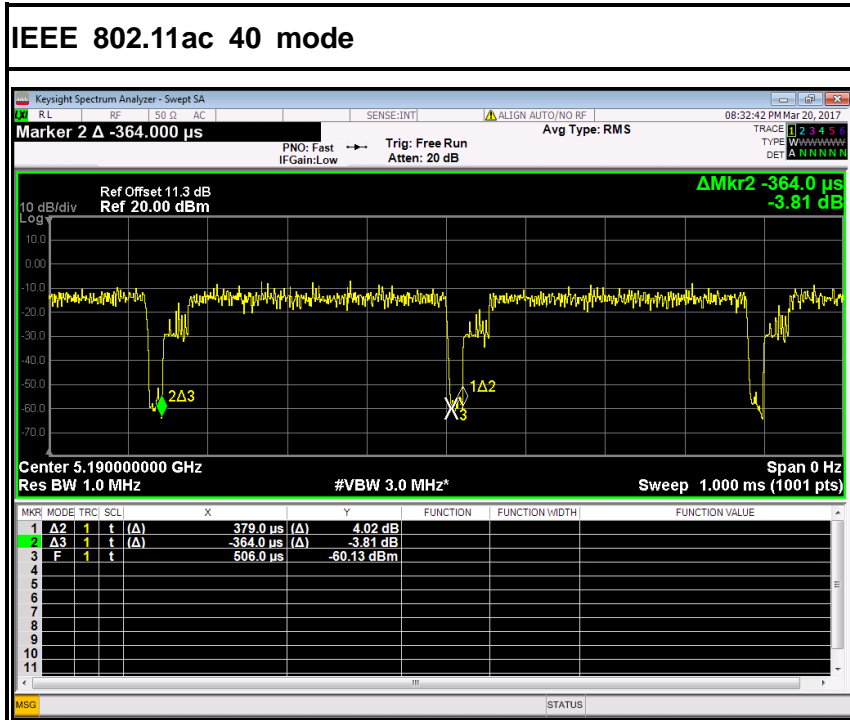 IEEE 802.11ac 40 mode
Keysight Spectrum Analyzer - Swept SA
LXI RL RF 50 Ω AC SENSE:INT ALIGN AUTO/NO RF 08:32:42 PM Mar 20, 2017
Marker 2 Δ -364.000 µs
PNO: Fast
IFGain:Low
Trig: Free Run
Atten: 20 dB
Avg Type: RMS
TRACE 1 2 3 4 5 6
TYPE WWWWWW
DET A N N N N N
ΔMkr2 -364.0 µs
-3.81 dB
Ref Offset 11.3 dB
10 dB/div Ref 20.00 dBm
Log
10.0
0.00
-10.0
-20.0
-30.0
-40.0
-50.0
-60.0
-70.0
2Δ3
1Δ2
3
Center 5.190000000 GHz Span 0 Hz
Res BW 1.0 MHz #VBW 3.0 MHz* Sweep 1.000 ms (1001 pts)
MKR MODE TRC SCL X Y FUNCTION FUNCTION WIDTH FUNCTION VALUE
1 Δ2 1 t (Δ) 379.0 µs (Δ) 4.02 dB
2 Δ3 1 t (Δ) -364.0 µs (Δ) -3.81 dB
3 F 1 t 506.0 µs -60.13 dBm
4
5
6
7
8
9
10
11
MSG STATUS